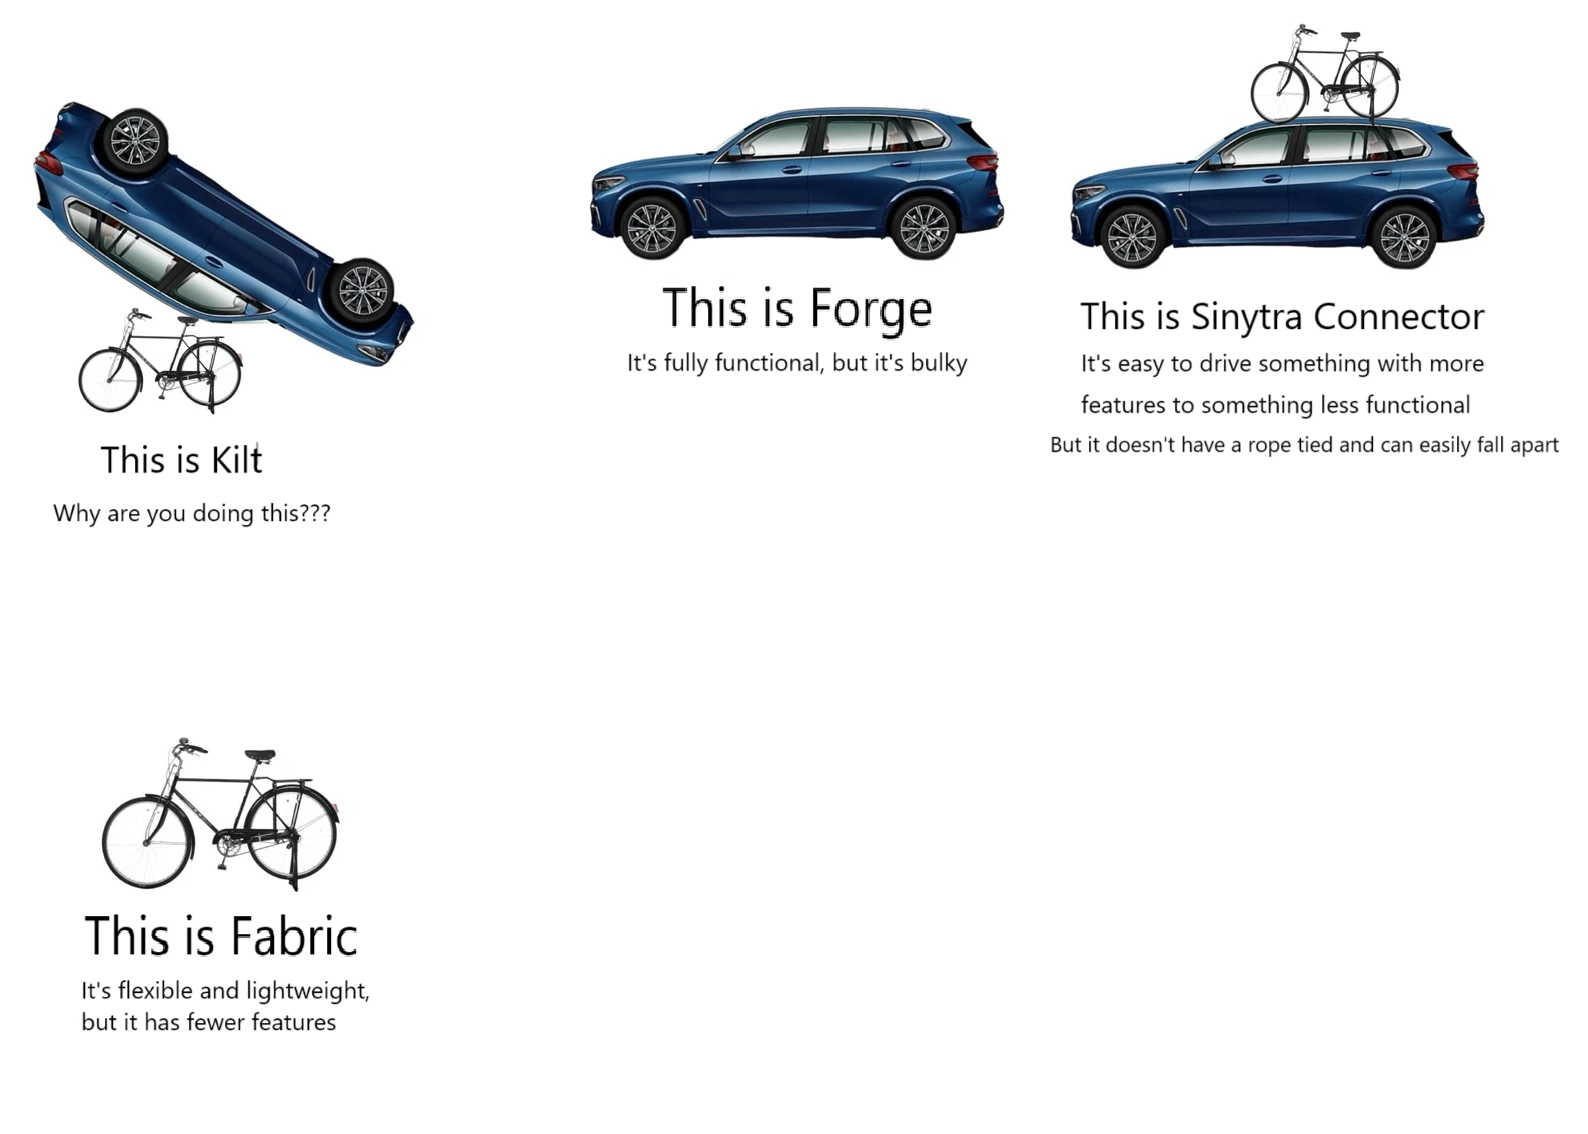 This is Kilt
Why are you doing this???
This is Forge
It's fully functional, but it's bulky
This is Sinytra Connector
It's easy to drive something with more
features to something less functional
But it doesn't have a rope tied and can easily fall apart
This is Fabric
It's flexible and lightweight,
but it has fewer features